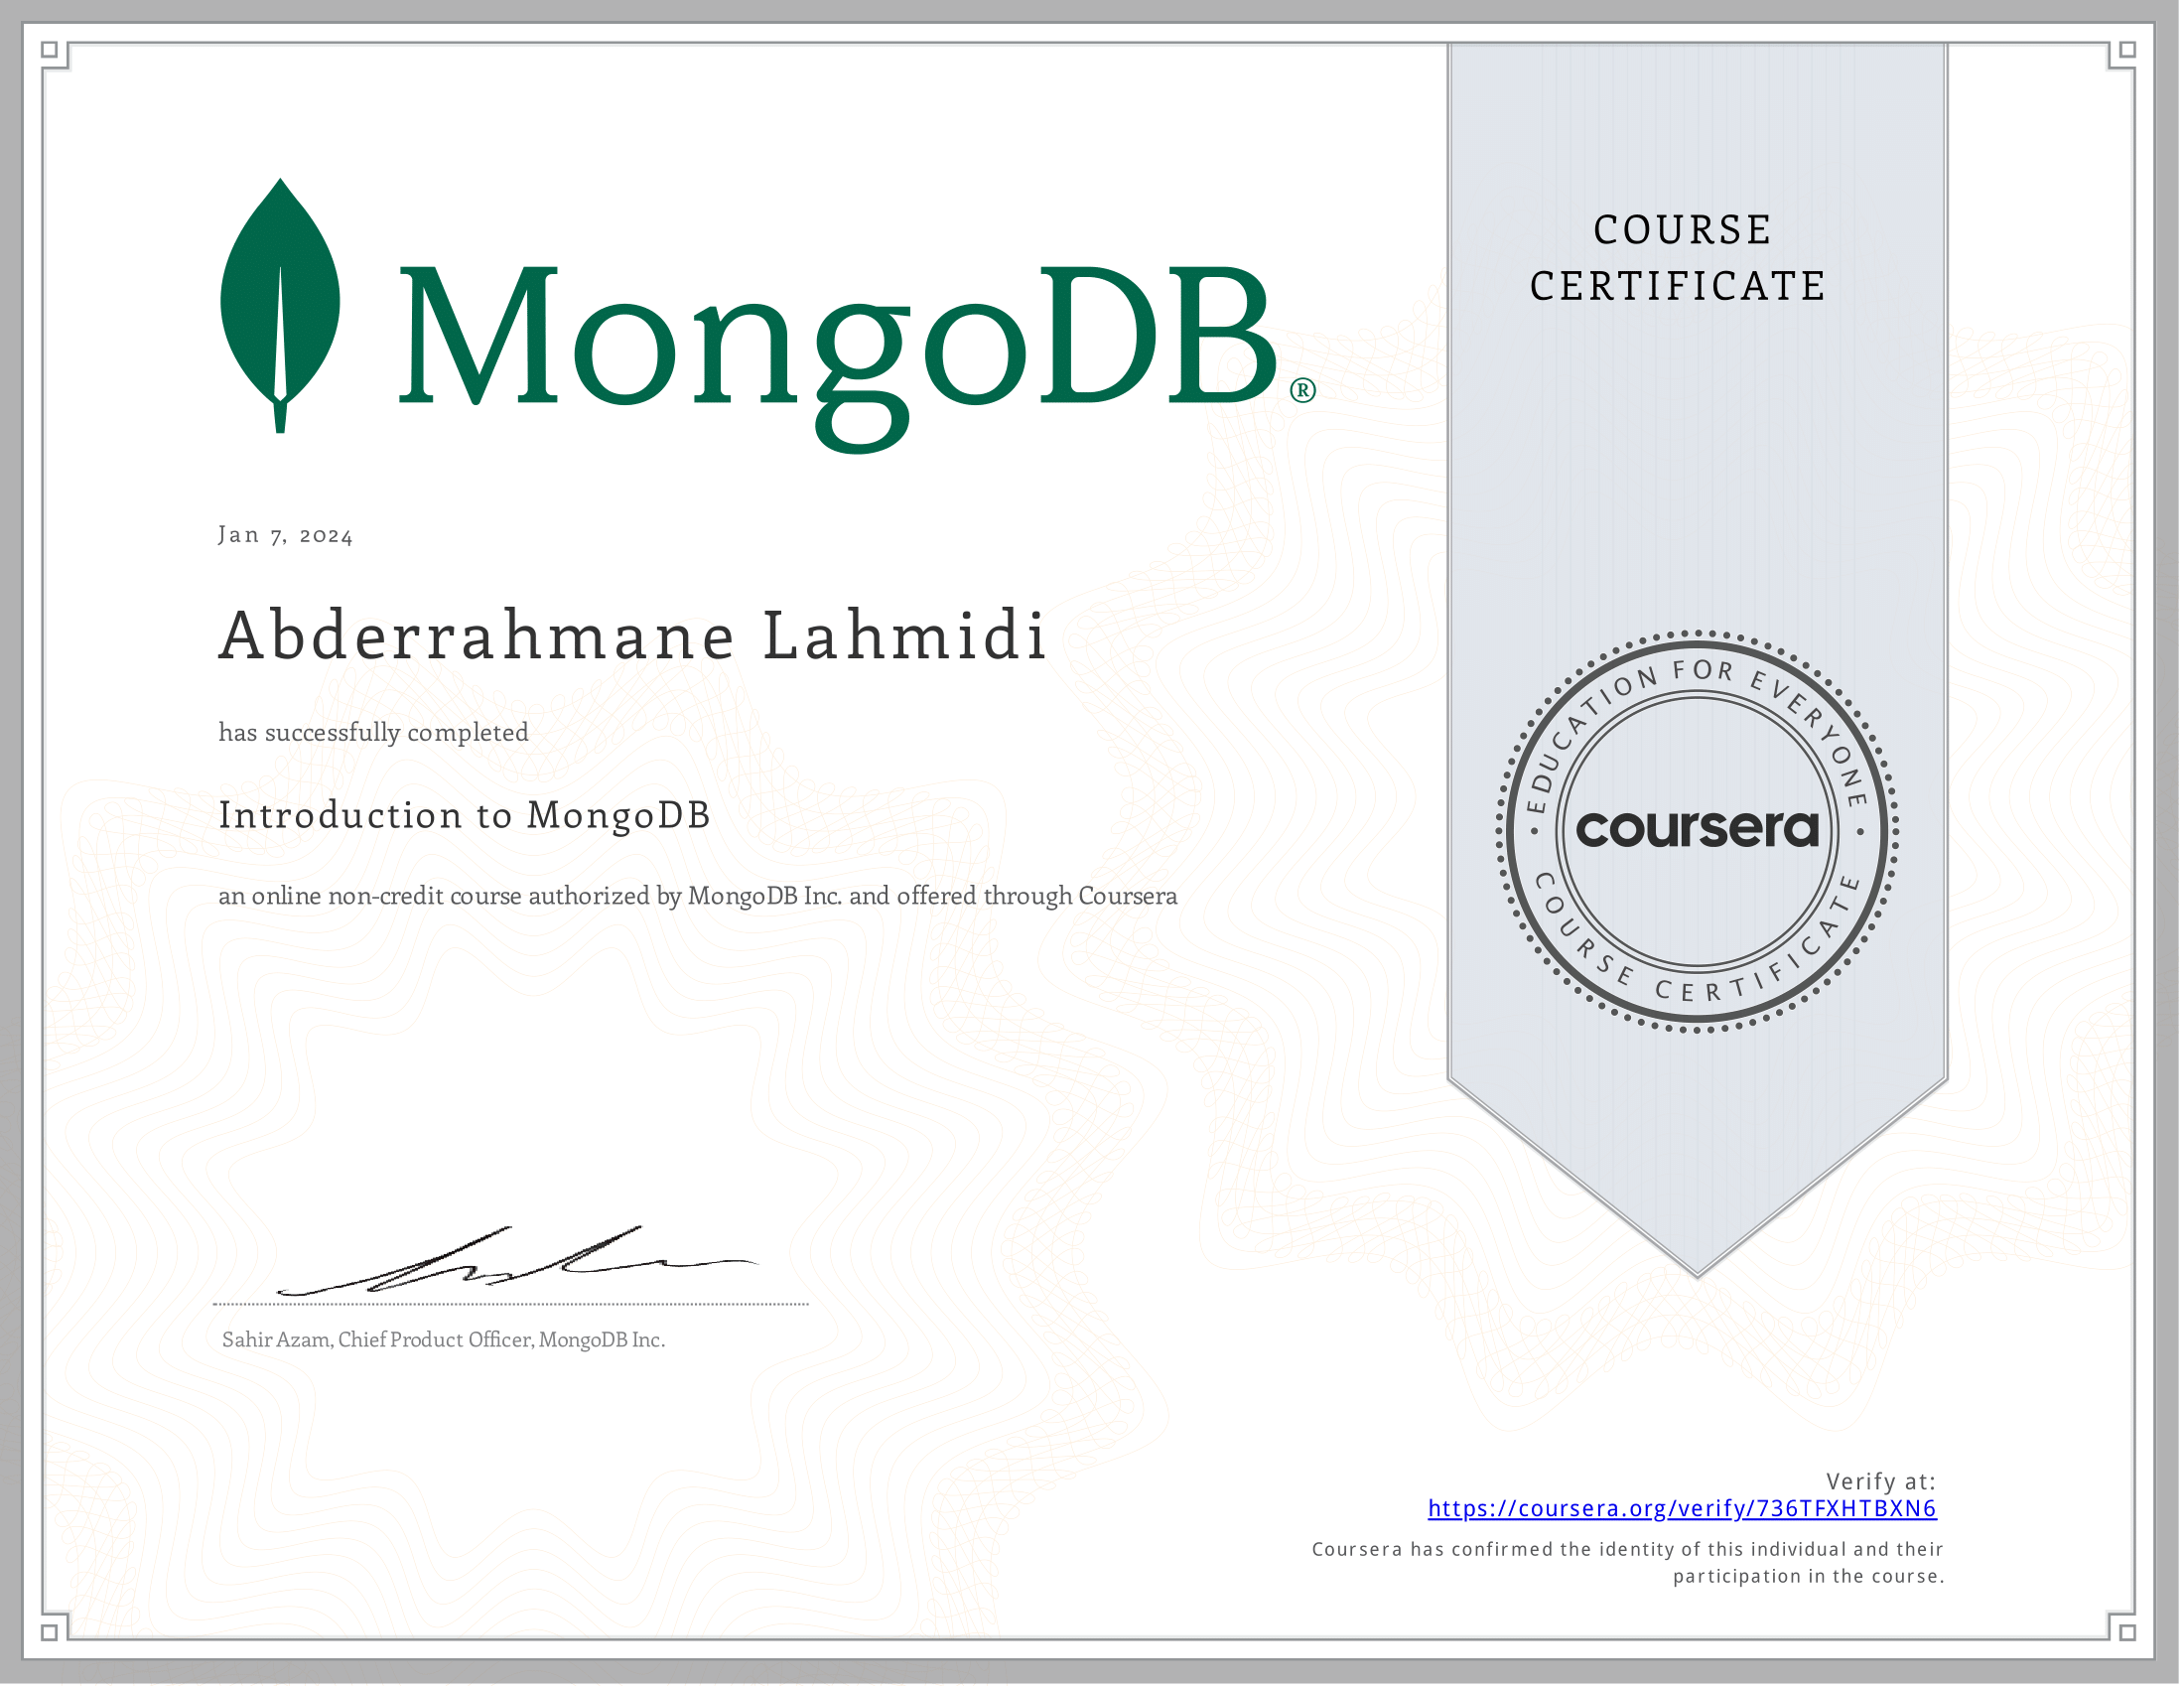 MongoDB®
COURSE
CERTIFICATE
Jan 7, 2024
Abderrahmane Lahmidi
has successfully completed
Introduction to MongoDB
an online non-credit course authorized by MongoDB Inc. and offered through Coursera
EDUCATION FOR EVERYONE
coursera
COURSE CERTIFICATE
Sahir Azam, Chief Product Officer, MongoDB Inc.
Verify at:
https://coursera.org/verify/736TFXHTBXN6
Coursera has confirmed the identity of this individual and their
participation in the course.